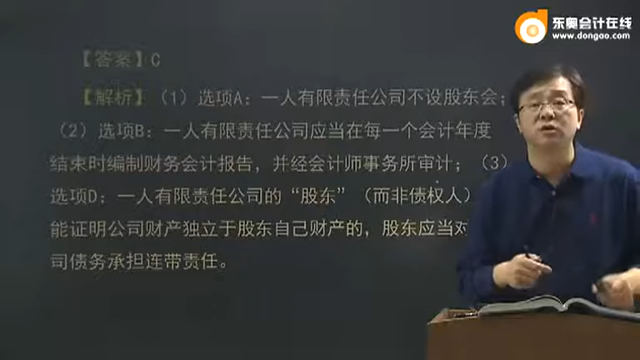 东奥会计在线
www.dongao.com
【答案】C
【解析】（1）选项A：一人有限责任公司不设股东会；
（2）选项B：一人有限责任公司应当在每一个会计年度
结束时编制财务会计报告，并经会计师事务所审计；（3）
选项D：一人有限责任公司的“股东”（而非债权人）
能证明公司财产独立于股东自己财产的，股东应当对
司债务承担连带责任。